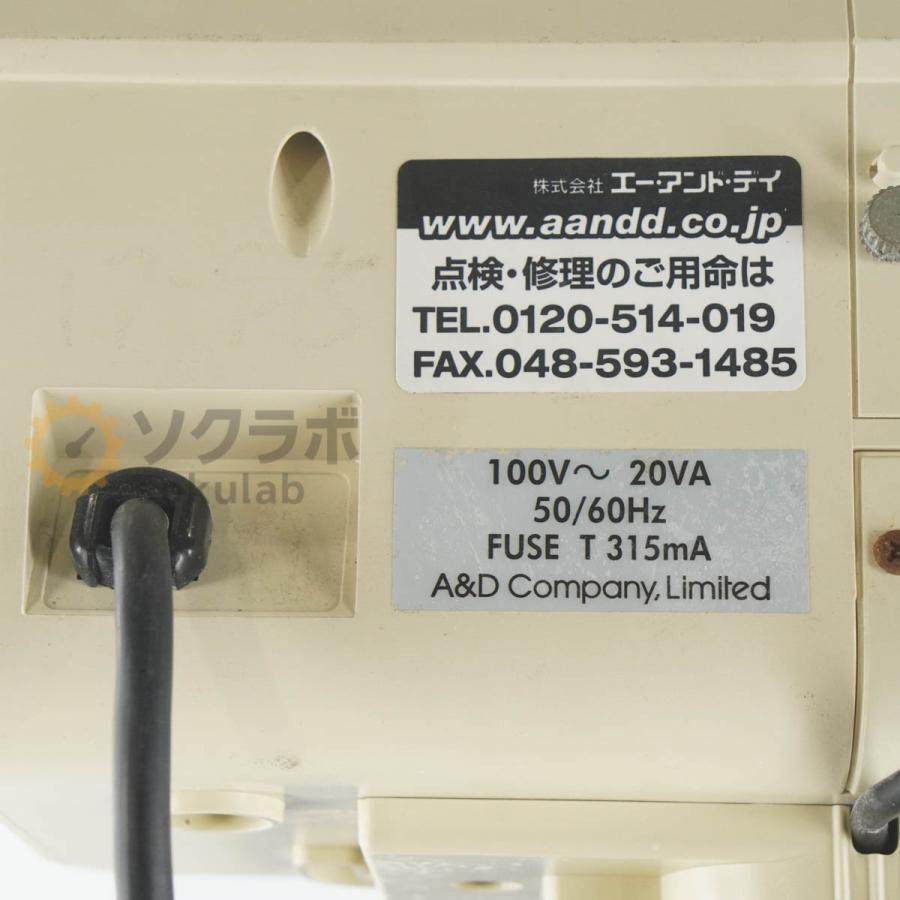 株式会社 エー・アンド・デイ
www.aandd.co.jp
点検・修理のご用命は
TEL.0120-514-019
FAX.048-593-1485
ソクラボ
kulab
100V～ 20VA
50/60Hz
FUSE T 315mA
A&D Company, Limited